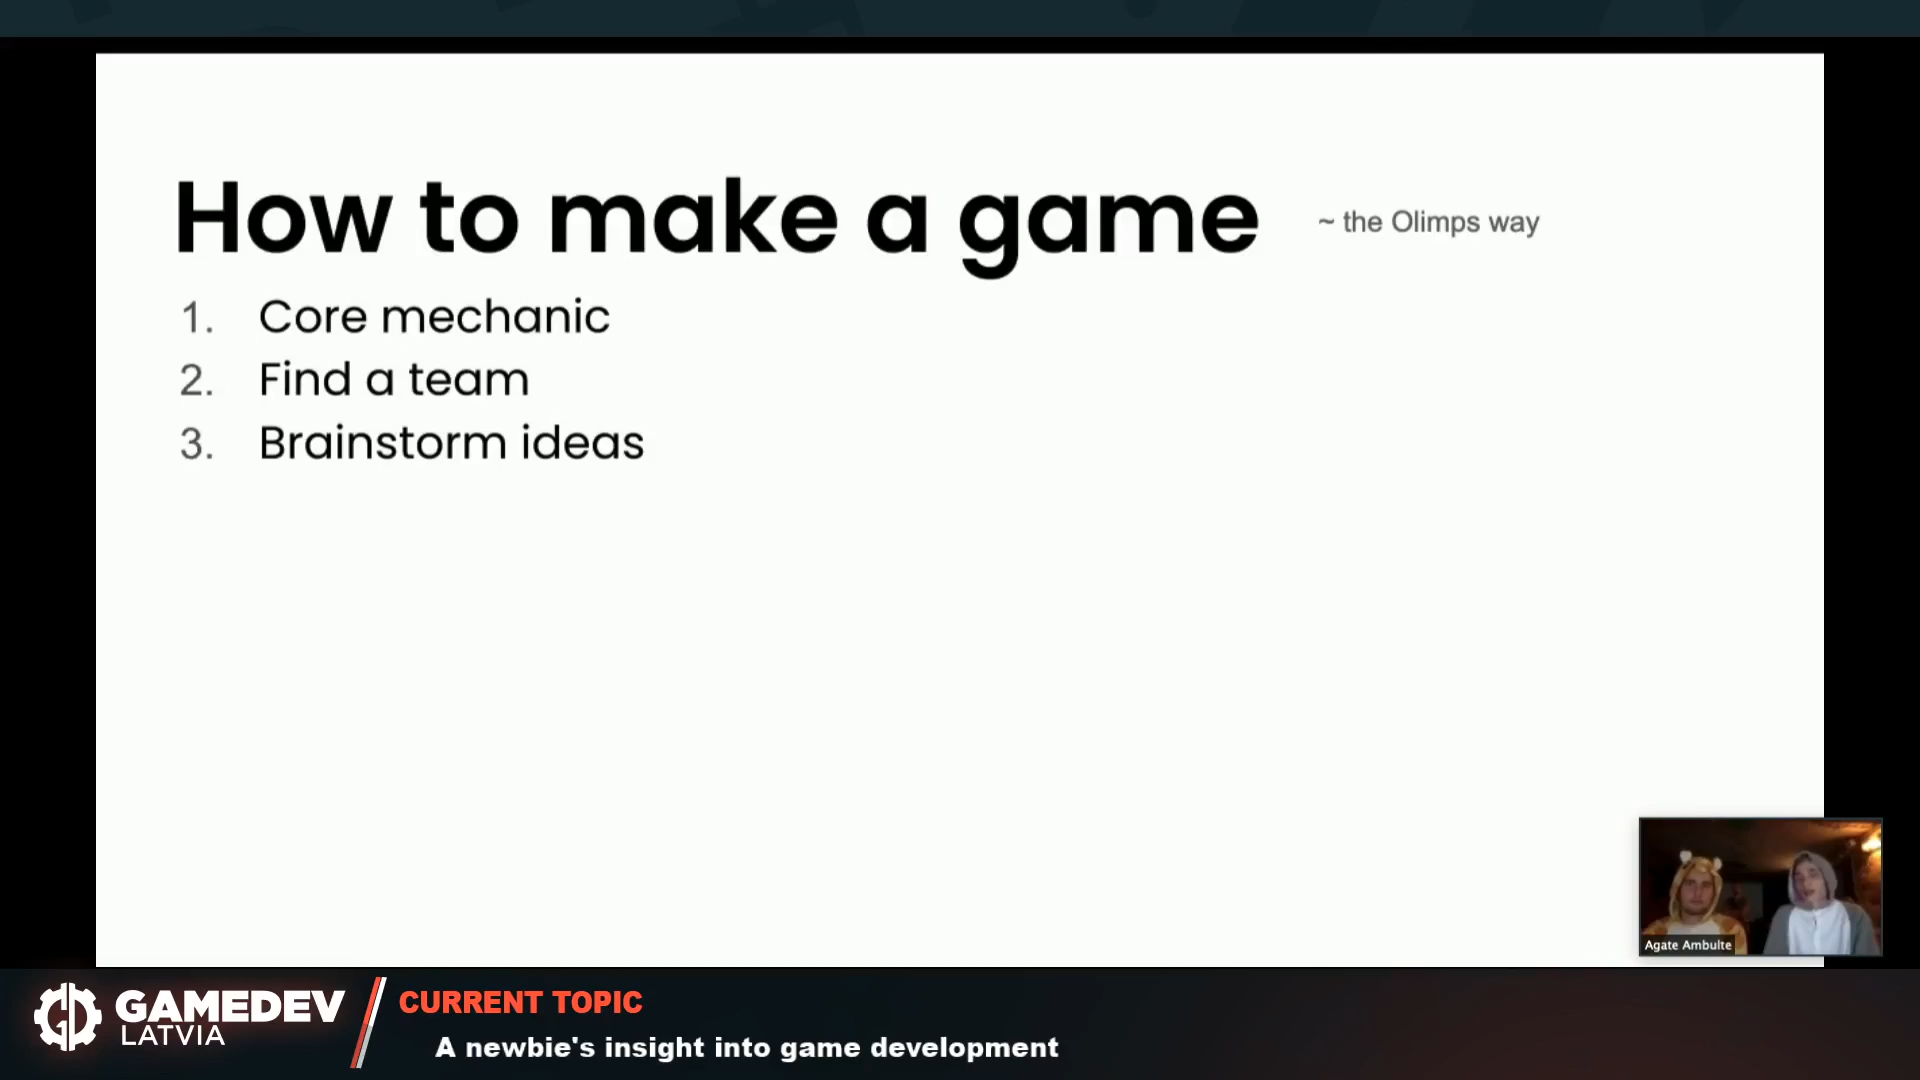 How to make a game ~ the Olimps way
1. Core mechanic
2. Find a team
3. Brainstorm ideas
Agate Ambulte
GAMEDEV
LATVIA
CURRENT TOPIC
A newbie's insight into game development